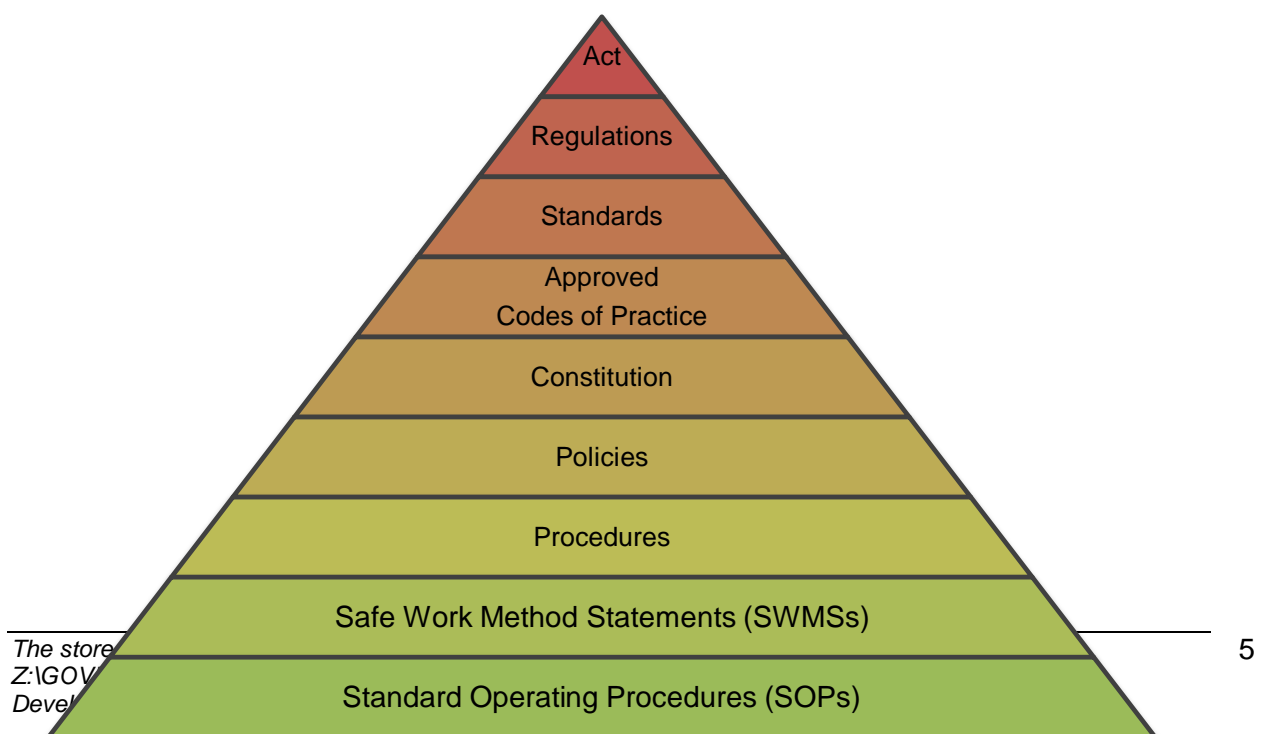 Act
Regulations
Standards
Approved
Codes of Practice
Constitution
Policies
Procedures
Safe Work Method Statements (SWMSs)
The store
5
Z:\GOV
Standard Operating Procedures (SOPs)